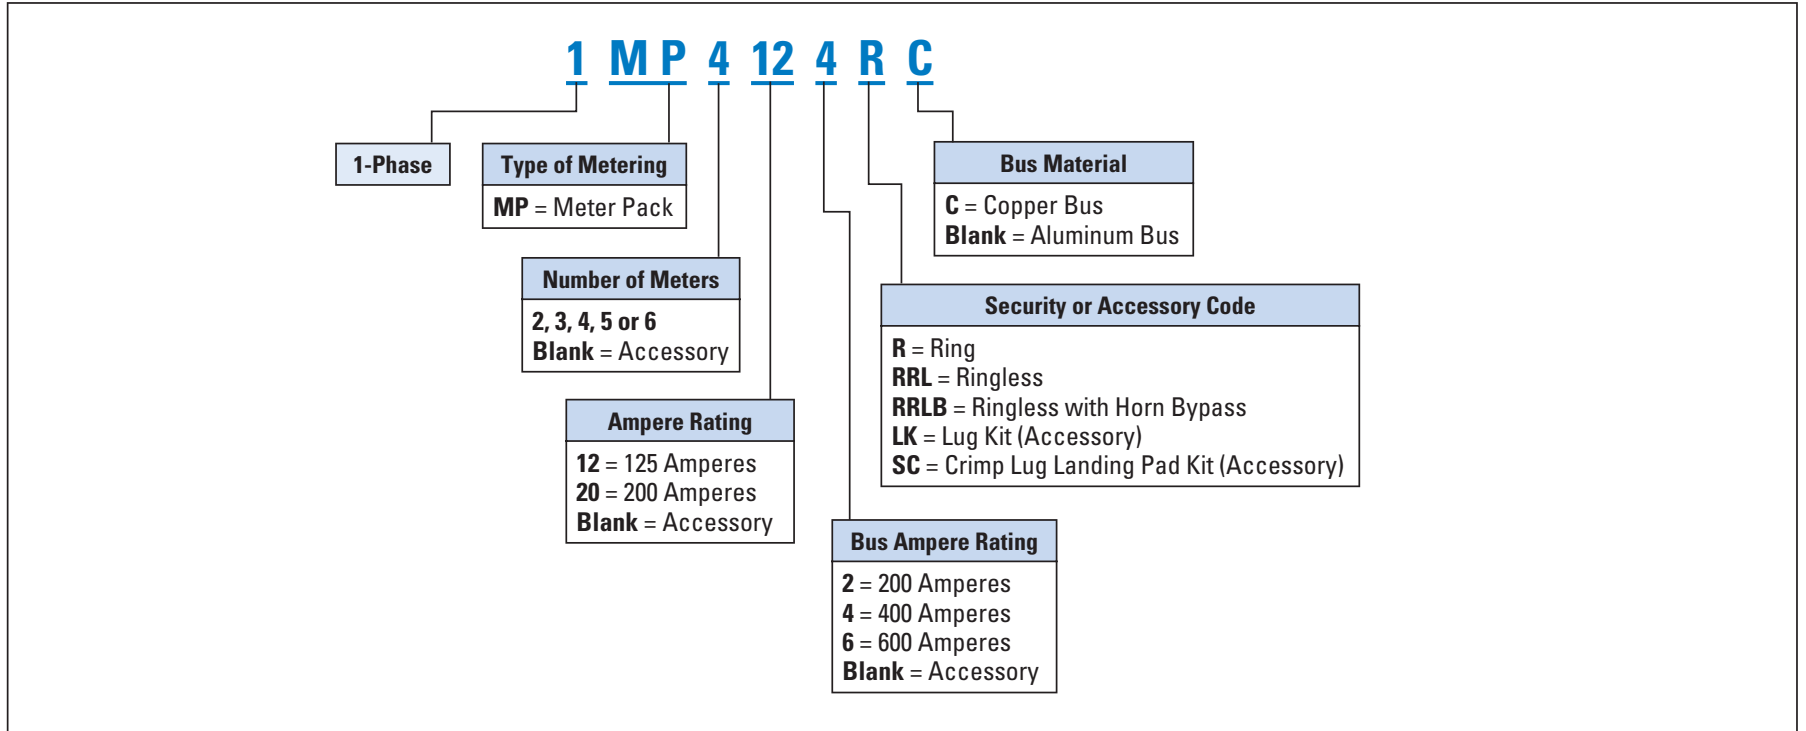 1 MP 4 12 4 R C
1-Phase
Type of Metering
MP = Meter Pack
Number of Meters
2, 3, 4, 5 or 6
Blank = Accessory
Ampere Rating
12 = 125 Amperes
20 = 200 Amperes
Blank = Accessory
Bus Ampere Rating
2 = 200 Amperes
4 = 400 Amperes
6 = 600 Amperes
Blank = Accessory
Security or Accessory Code
R = Ring
RRL = Ringless
RRLB = Ringless with Horn Bypass
LK = Lug Kit (Accessory)
SC = Crimp Lug Landing Pad Kit (Accessory)
Bus Material
C = Copper Bus
Blank = Aluminum Bus